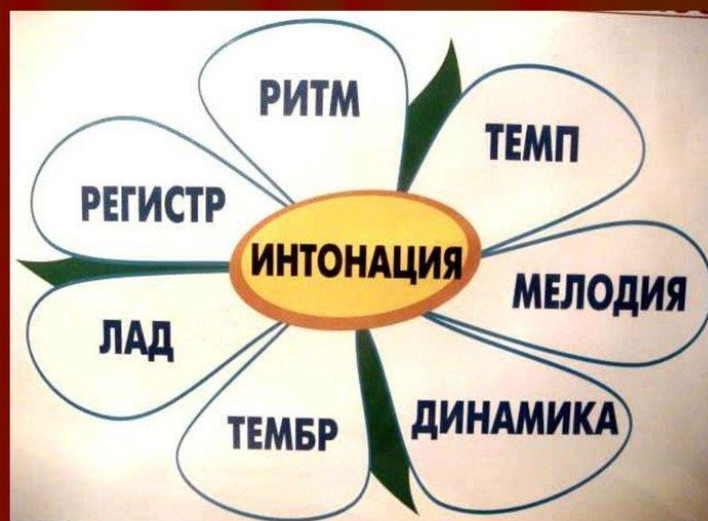 РИТМ
ТЕМП
РЕГИСТР
ИНТОНАЦИЯ
МЕЛОДИЯ
ЛАД
ТЕМБР
ДИНАМИКА